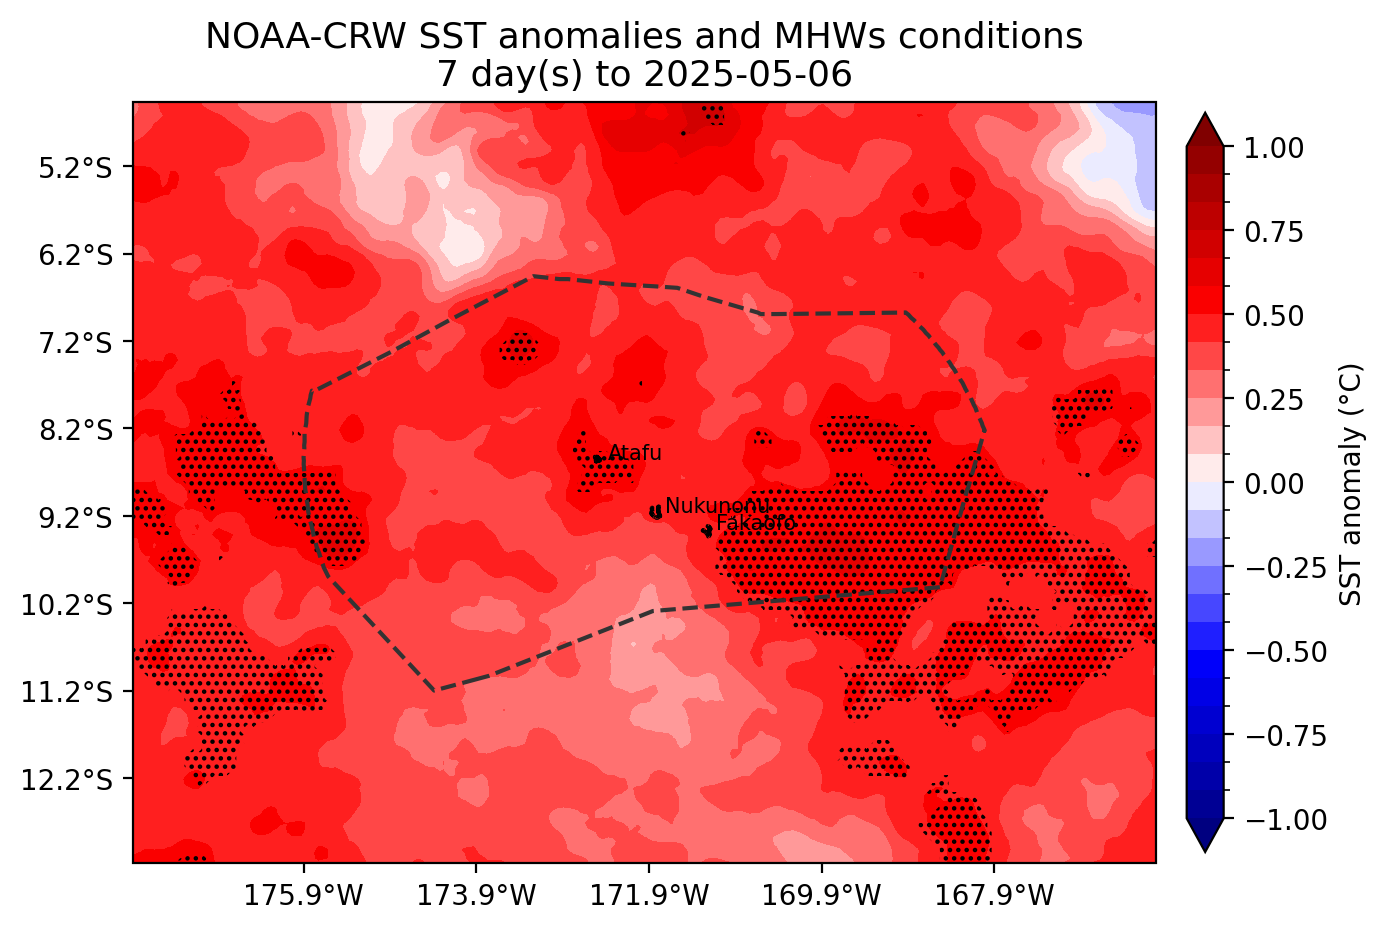 NOAA-CRW SST anomalies and MHWs conditions
7 day(s) to 2025-05-06
5.2°S
6.2°S
7.2°S
8.2°S
9.2°S
10.2°S
11.2°S
12.2°S
Atafu
Nukunonu
Fakaofo
175.9°W
173.9°W
171.9°W
169.9°W
167.9°W
1.00
0.75
0.50
0.25
0.00
−0.25
−0.50
−0.75
−1.00
SST anomaly (°C)